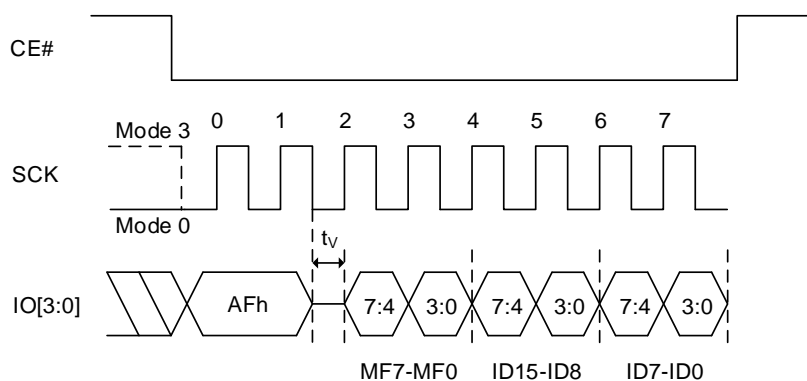 CE#
Mode 3 0 1 2 3 4 5 6 7
SCK
Mode 0
tV
IO[3:0] AFh 7:4 3:0 7:4 3:0 7:4 3:0
MF7-MF0 ID15-ID8 ID7-ID0